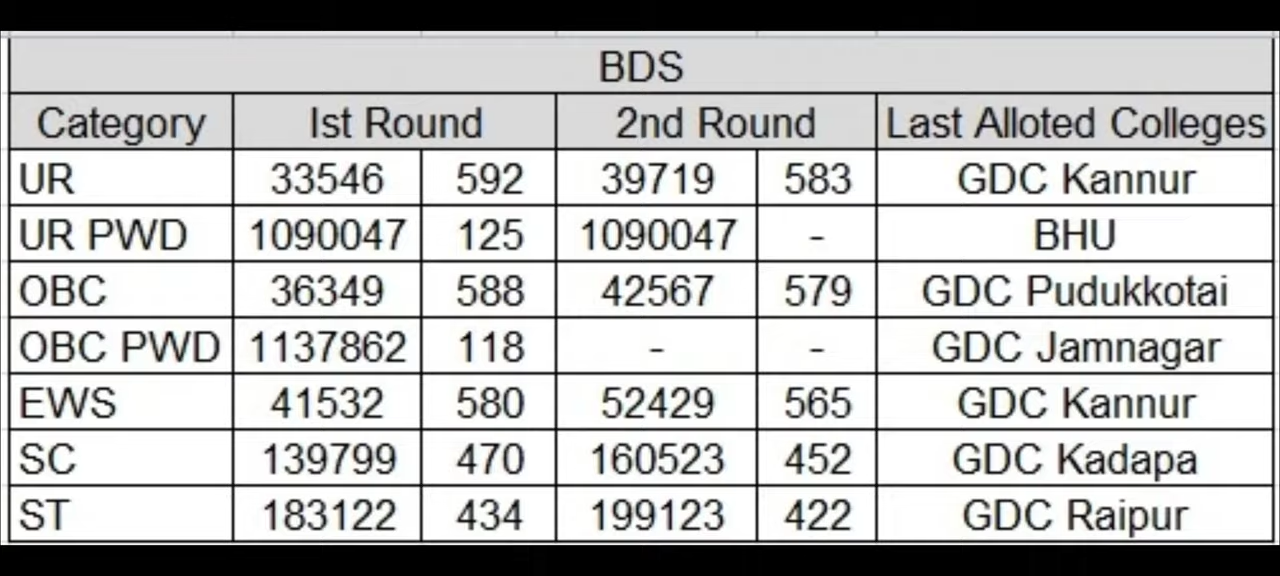 BDS
Category Ist Round 2nd Round Last Alloted Colleges
UR 33546 592 39719 583 GDC Kannur
UR PWD 1090047 125 1090047 - BHU
OBC 36349 588 42567 579 GDC Pudukkotai
OBC PWD 1137862 118 - - GDC Jamnagar
EWS 41532 580 52429 565 GDC Kannur
SC 139799 470 160523 452 GDC Kadapa
ST 183122 434 199123 422 GDC Raipur